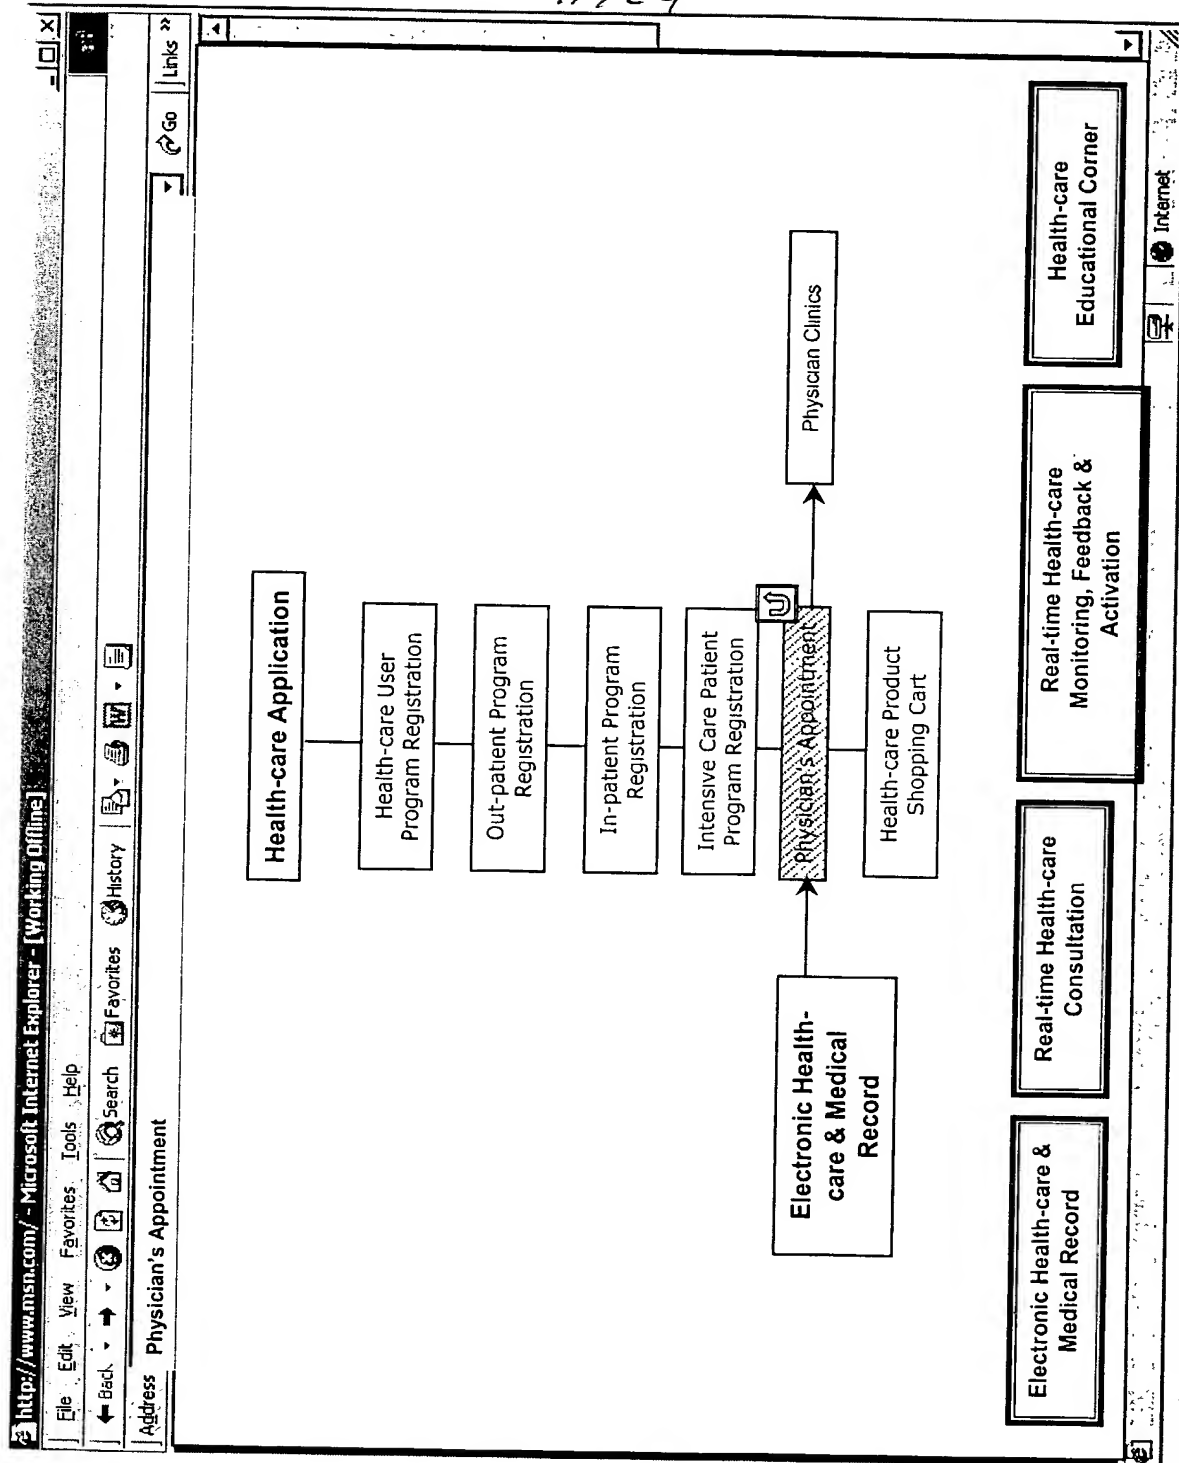 http://www.msn.com/ - Microsoft Internet Explorer - [Working Offline]
File Edit View Favorites Tools Help
Back Search Favorites History
Address Physician's Appointment Go Links »
Health-care Application
Health-care User
Program Registration
Out-patient Program
Registration
In-patient Program
Registration
Intensive Care Patient
Program Registration
Electronic Health-
care & Medical
Record
Physician's Appointment
Physician Clinics
Health-care Product
Shopping Cart
Electronic Health-care &
Medical Record
Real-time Health-care
Consultation
Real-time Health-care
Monitoring, Feedback &
Activation
Health-care
Educational Corner
Internet